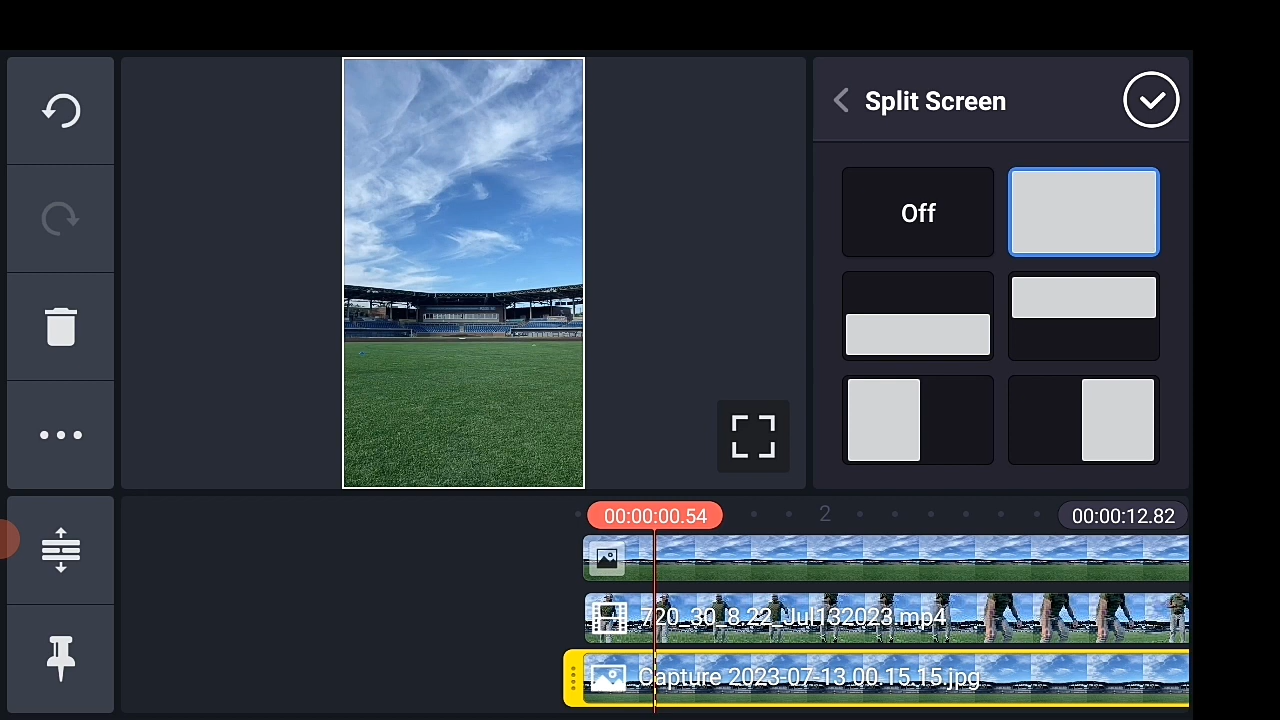 Split Screen
Off
00:00:00.54
2
00:00:12.82
720_30_8.22_Jul132023.mp4
Capture 2023-07-13 00.15.15.jpg